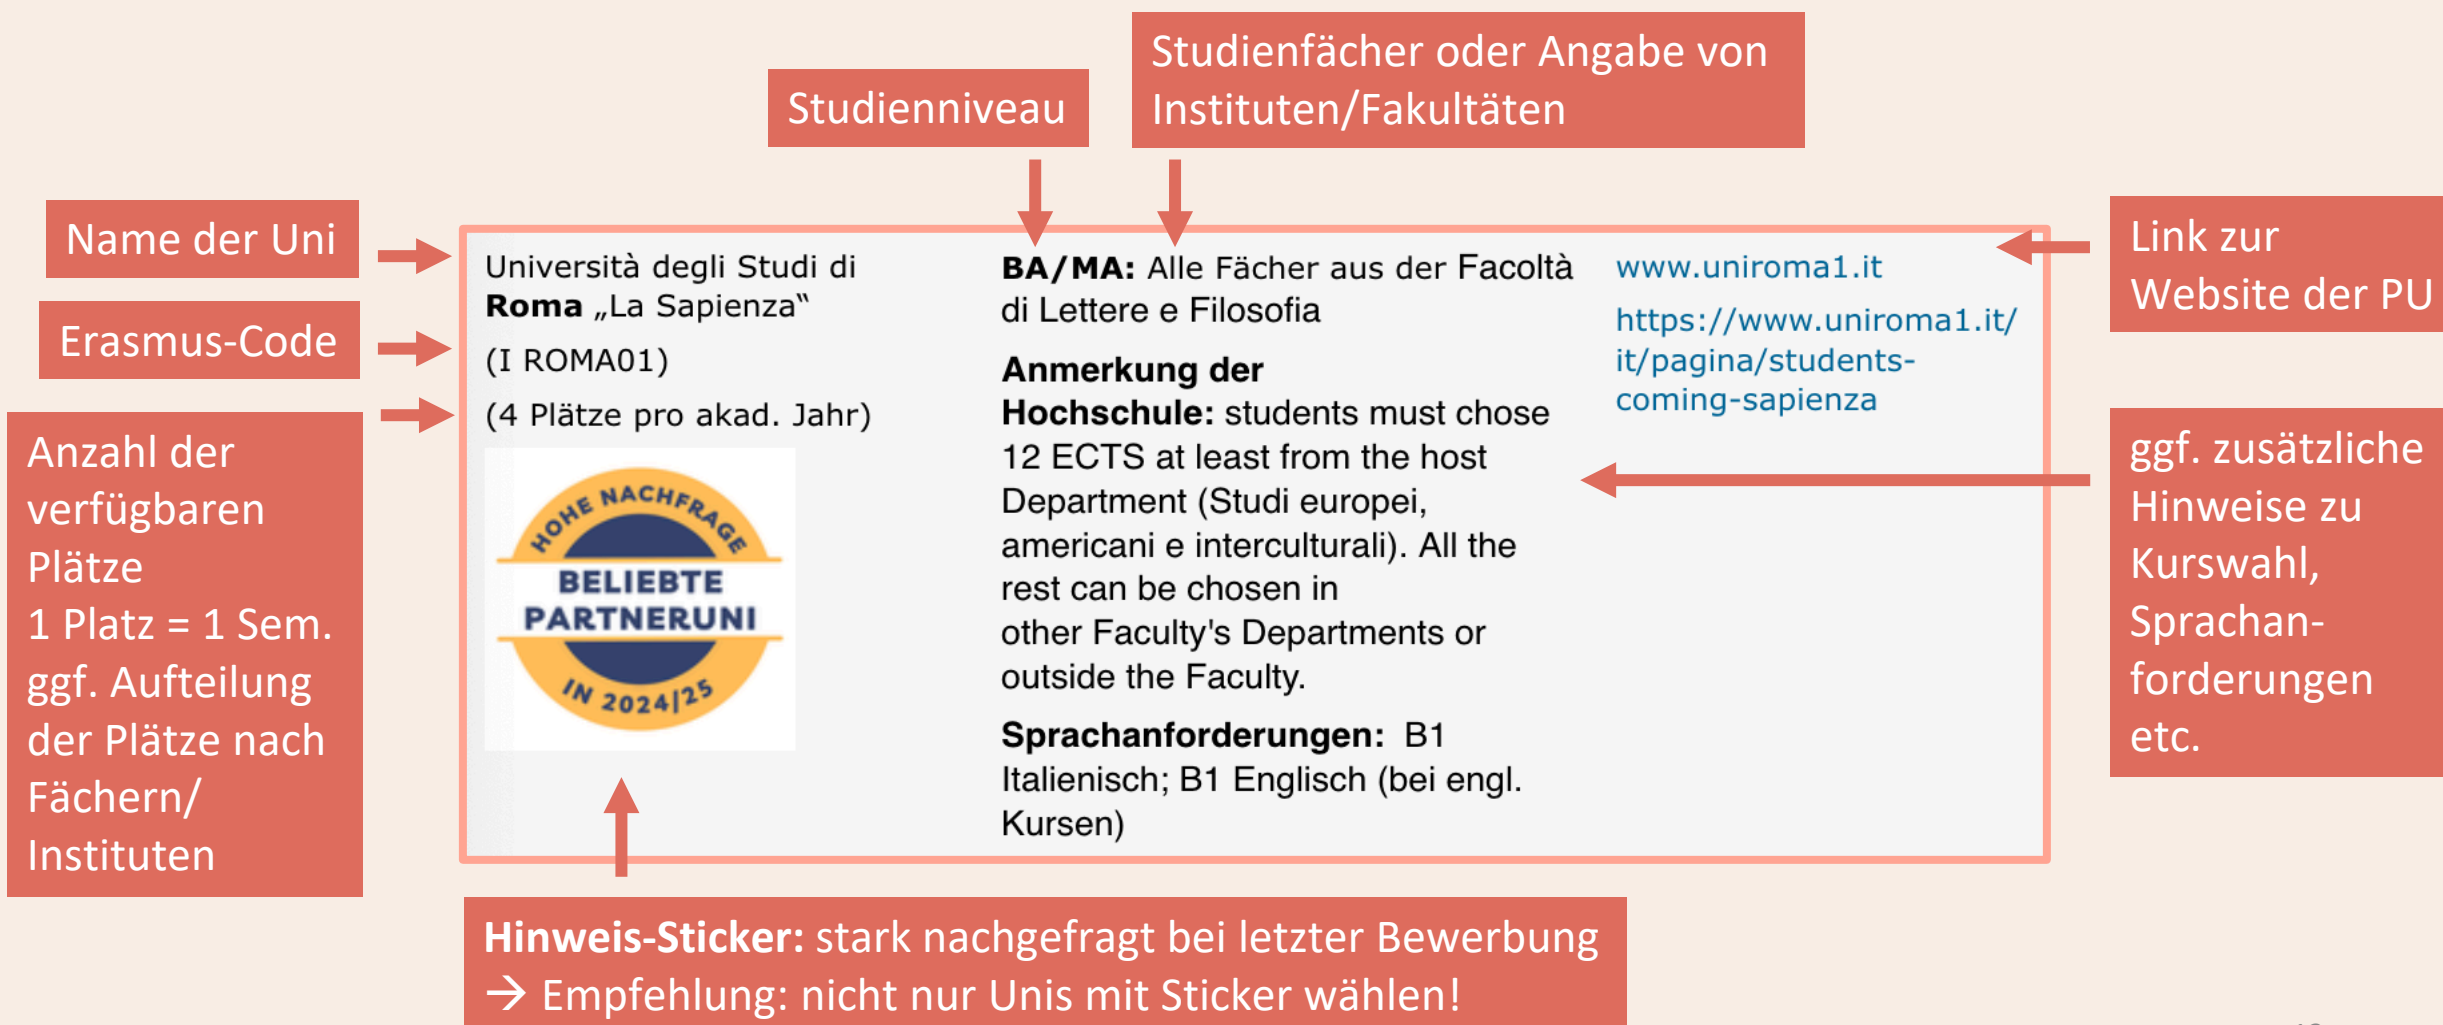 Studienfächer oder Angabe von
Instituten/Fakultäten
Studienniveau
Name der Uni
Erasmus-Code
Anzahl der
verfügbaren
Plätze
1 Platz = 1 Sem.
ggf. Aufteilung
der Plätze nach
Fächern/
Instituten
Università degli Studi di
Roma „La Sapienza“
(I ROMA01)
(4 Plätze pro akad. Jahr)
HOHE NACHFRAGE
BELIEBTE
PARTNERUNI
IN 2024|25
BA/MA: Alle Fächer aus der Facoltà
di Lettere e Filosofia
Anmerkung der
Hochschule: students must chose
12 ECTS at least from the host
Department (Studi europei,
americani e interculturali). All the
rest can be chosen in
other Faculty's Departments or
outside the Faculty.
Sprachanforderungen: B1
Italienisch; B1 Englisch (bei engl.
Kursen)
www.uniroma1.it
https://www.uniroma1.it/
it/pagina/students-
coming-sapienza
Link zur
Website der PU
ggf. zusätzliche
Hinweise zu
Kurswahl,
Sprachan-
forderungen
etc.
Hinweis-Sticker: stark nachgefragt bei letzter Bewerbung
→ Empfehlung: nicht nur Unis mit Sticker wählen!